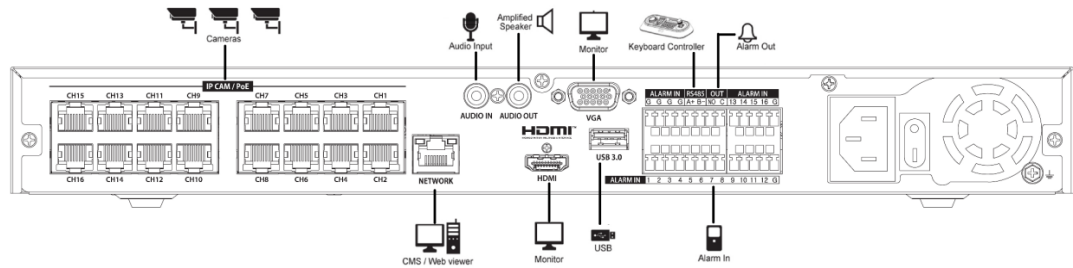 Cameras
Audio Input
Amplified
Speaker
Monitor
Keyboard Controller
Alarm Out
IP CAM / PoE
CH15 CH13 CH11 CH9 CH7 CH5 CH3 CH1
AUDIO IN AUDIO OUT
VGA
ALARM IN RS485 OUT ALARM IN
G G G G A+ B- NO C 13 14 15 16 G
HDMI
USB 3.0
CH16 CH14 CH12 CH10 CH8 CH6 CH4 CH2
NETWORK
HDMI
ALARM IN 1 2 3 4 5 6 7 8 9 10 11 12 G
CMS / Web viewer
Monitor
USB
Alarm In